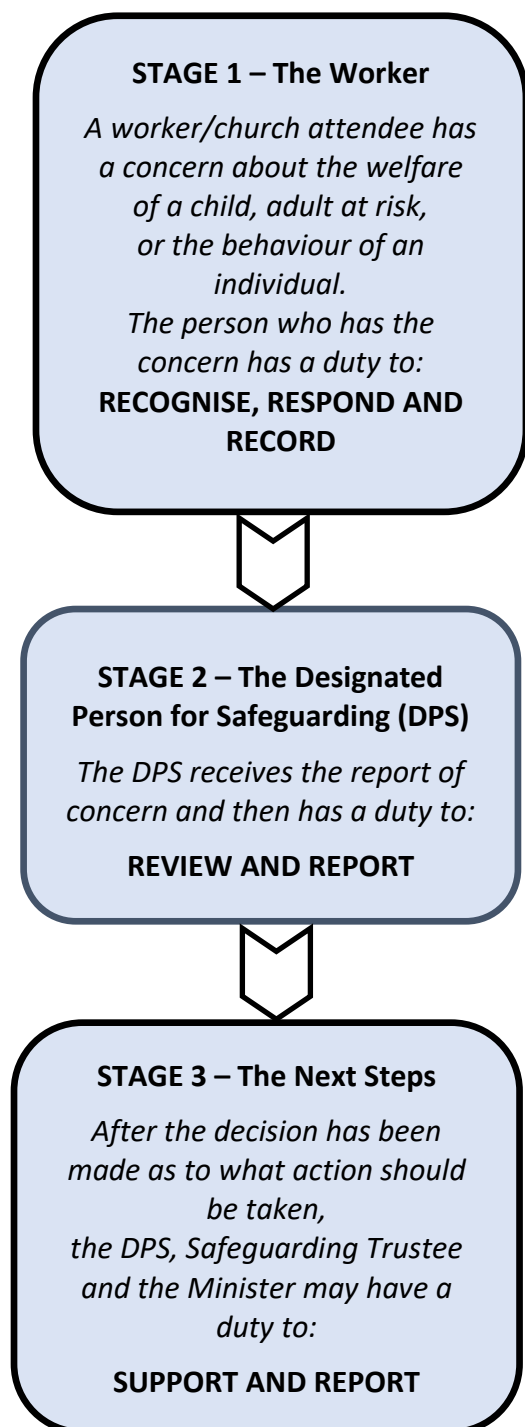 STAGE 1 – The Worker
A worker/church attendee has
a concern about the welfare
of a child, adult at risk,
or the behaviour of an
individual.
The person who has the
concern has a duty to:
RECOGNISE, RESPOND AND
RECORD
STAGE 2 – The Designated
Person for Safeguarding (DPS)
The DPS receives the report of
concern and then has a duty to:
REVIEW AND REPORT
STAGE 3 – The Next Steps
After the decision has been
made as to what action should
be taken,
the DPS, Safeguarding Trustee
and the Minister may have a
duty to:
SUPPORT AND REPORT